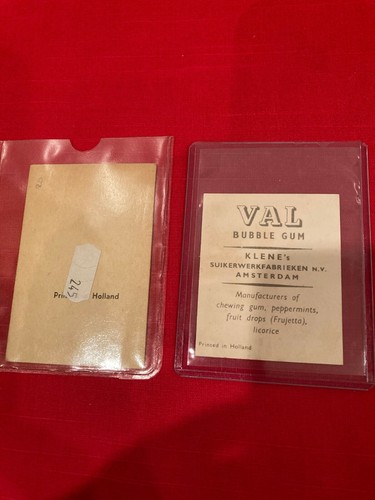 245
Pri Holland
VAL
BUBBLE GUM
KLENE's
SUIKERWERKFABRIEKEN N.V.
AMSTERDAM
Manufacturers of
chewing gum, peppermints,
fruit drops (Frujetta),
licorice
Printed in Holland